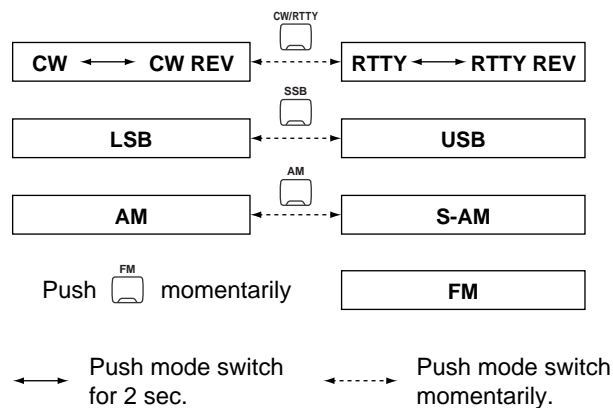 CW/RTTY
CW CW REV RTTY RTTY REV
SSB
LSB USB
AM
AM S-AM
FM
Push momentarily FM
Push mode switch Push mode switch
for 2 sec. momentarily.